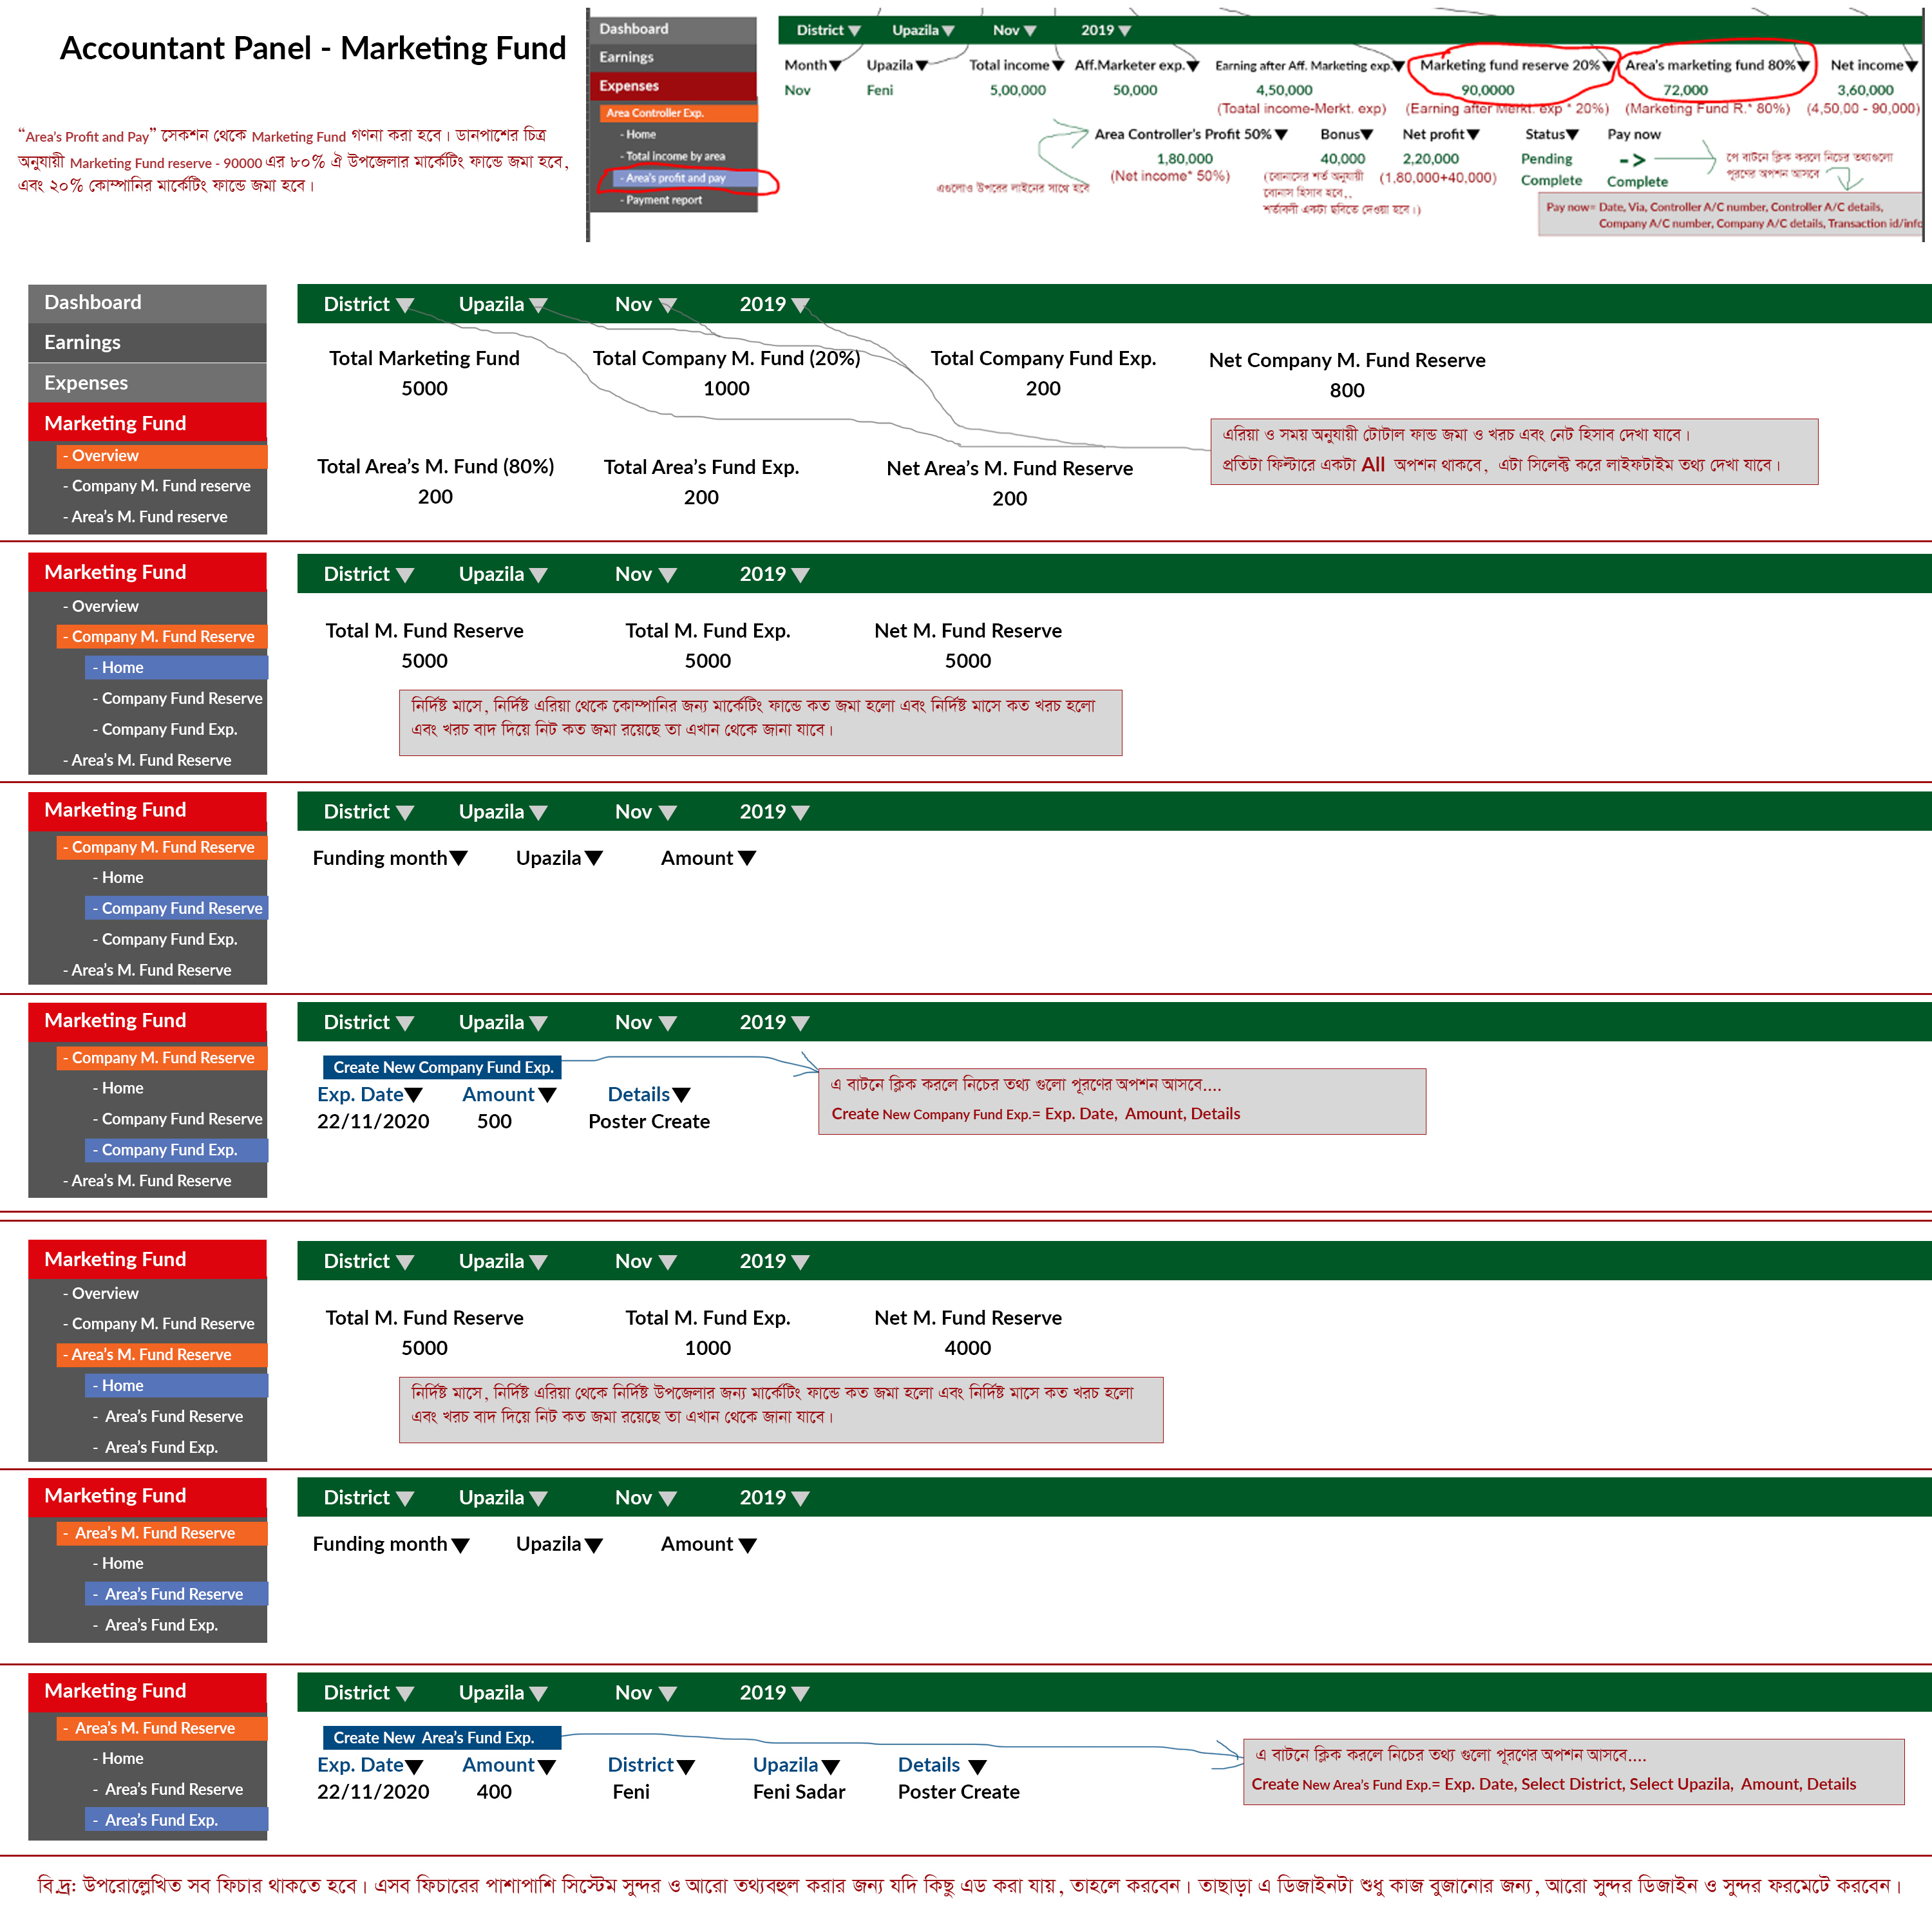 Accountant Panel - Marketing Fund
“Area’s Profit and Pay” সেকশন থেকে Marketing Fund গণনা করা হবে। ডানপাশের চিত্র
অনুযায়ী Marketing Fund reserve - 90000 এর ৮০% ঐ উপজেলার মার্কেটিং ফান্ডে জমা হবে,
এবং ২০% কোম্পানির মার্কেটিং ফান্ডে জমা হবে।
Dashboard
Earnings
Expenses
Area Controller Exp.
- Home
- Total income by area
- Area's profit and pay
- Payment report
District Upazila Nov 2019
Month Upazila Total income Aff.Marketer exp. Earning after Aff. Marketing exp. Marketing fund reserve 20% Area's marketing fund 80% Net income
Nov Feni 5,00,000 50,000 4,50,000 90,0000 72,000 3,60,000
(Toatal income-Merkt. exp) (Earning after Merkt. exp * 20%) (Marketing Fund R.* 80%) (4,50,00 - 90,000)
Area Controller's Profit 50% Bonus Net profit Status Pay now
1,80,000 40,000 2,20,000 Pending - >
(Net income* 50%) (বোনাসের শর্ত অনুযায়ী বোনাস হিসাব হবে,, শর্তাবলী একটা ছবিতে দেওয়া হবে।) (1,80,000+40,000) Complete Complete
এগুলোও উপরের লাইনের সাথে হবে
পে বাটনে ক্লিক করলে নিচের তথ্যগুলো
পূরণের অপশন আসবে
Pay now= Date, Via, Controller A/C number, Controller A/C details,
Company A/C number, Company A/C details, Transaction id/info
Dashboard
Earnings
Expenses
Marketing Fund
- Overview
- Company M. Fund reserve
- Area’s M. Fund reserve
District Upazila Nov 2019
Total Marketing Fund Total Company M. Fund (20%) Total Company Fund Exp. Net Company M. Fund Reserve
5000 1000 200 800
Total Area’s M. Fund (80%) Total Area’s Fund Exp. Net Area’s M. Fund Reserve
200 200 200
এরিয়া ও সময় অনুযায়ী টোটাল ফান্ড জমা ও খরচ এবং নেট হিসাব দেখা যাবে।
প্রতিটা ফিল্টারে একটা All অপশন থাকবে, এটা সিলেক্ট করে লাইফটাইম তথ্য দেখা যাবে।
Marketing Fund
- Overview
- Company M. Fund Reserve
- Home
- Company Fund Reserve
- Company Fund Exp.
- Area’s M. Fund Reserve
District Upazila Nov 2019
Total M. Fund Reserve Total M. Fund Exp. Net M. Fund Reserve
5000 5000 5000
নির্দিষ্ট মাসে, নির্দিষ্ট এরিয়া থেকে কোম্পানির জন্য মার্কেটিং ফান্ডে কত জমা হলো এবং নির্দিষ্ট মাসে কত খরচ হলো
এবং খরচ বাদ দিয়ে নিট কত জমা রয়েছে তা এখান থেকে জানা যাবে।
Marketing Fund
- Company M. Fund Reserve
- Home
- Company Fund Reserve
- Company Fund Exp.
- Area’s M. Fund Reserve
District Upazila Nov 2019
Funding month Upazila Amount
Marketing Fund
- Company M. Fund Reserve
- Home
- Company Fund Reserve
- Company Fund Exp.
- Area’s M. Fund Reserve
District Upazila Nov 2019
Create New Company Fund Exp.
Exp. Date Amount Details
22/11/2020 500 Poster Create
এ বাটনে ক্লিক করলে নিচের তথ্য গুলো পূরণের অপশন আসবে....
Create New Company Fund Exp.= Exp. Date, Amount, Details
Marketing Fund
- Overview
- Company M. Fund Reserve
- Area’s M. Fund Reserve
- Home
- Area’s Fund Reserve
- Area’s Fund Exp.
District Upazila Nov 2019
Total M. Fund Reserve Total M. Fund Exp. Net M. Fund Reserve
5000 1000 4000
নির্দিষ্ট মাসে, নির্দিষ্ট এরিয়া থেকে নির্দিষ্ট উপজেলার জন্য মার্কেটিং ফান্ডে কত জমা হলো এবং নির্দিষ্ট মাসে কত খরচ হলো
এবং খরচ বাদ দিয়ে নিট কত জমা রয়েছে তা এখান থেকে জানা যাবে।
Marketing Fund
- Area’s M. Fund Reserve
- Home
- Area’s Fund Reserve
- Area’s Fund Exp.
District Upazila Nov 2019
Funding month Upazila Amount
Marketing Fund
- Area’s M. Fund Reserve
- Home
- Area’s Fund Reserve
- Area’s Fund Exp.
District Upazila Nov 2019
Create New Area’s Fund Exp.
Exp. Date Amount District Upazila Details
22/11/2020 400 Feni Feni Sadar Poster Create
এ বাটনে ক্লিক করলে নিচের তথ্য গুলো পূরণের অপশন আসবে....
Create New Area’s Fund Exp.= Exp. Date, Select District, Select Upazila, Amount, Details
বি.দ্র: উপরোল্লেখিত সব ফিচার থাকতে হবে। এসব ফিচারের পাশাপাশি সিস্টেম সুন্দর ও আরো তথ্যবহুল করার জন্য যদি কিছু এড করা যায়, তাহলে করবেন। তাছাড়া এ ডিজাইনটা শুধু কাজ বুজানোর জন্য, আরো সুন্দর ডিজাইন ও সুন্দর ফরমেটে করবেন।